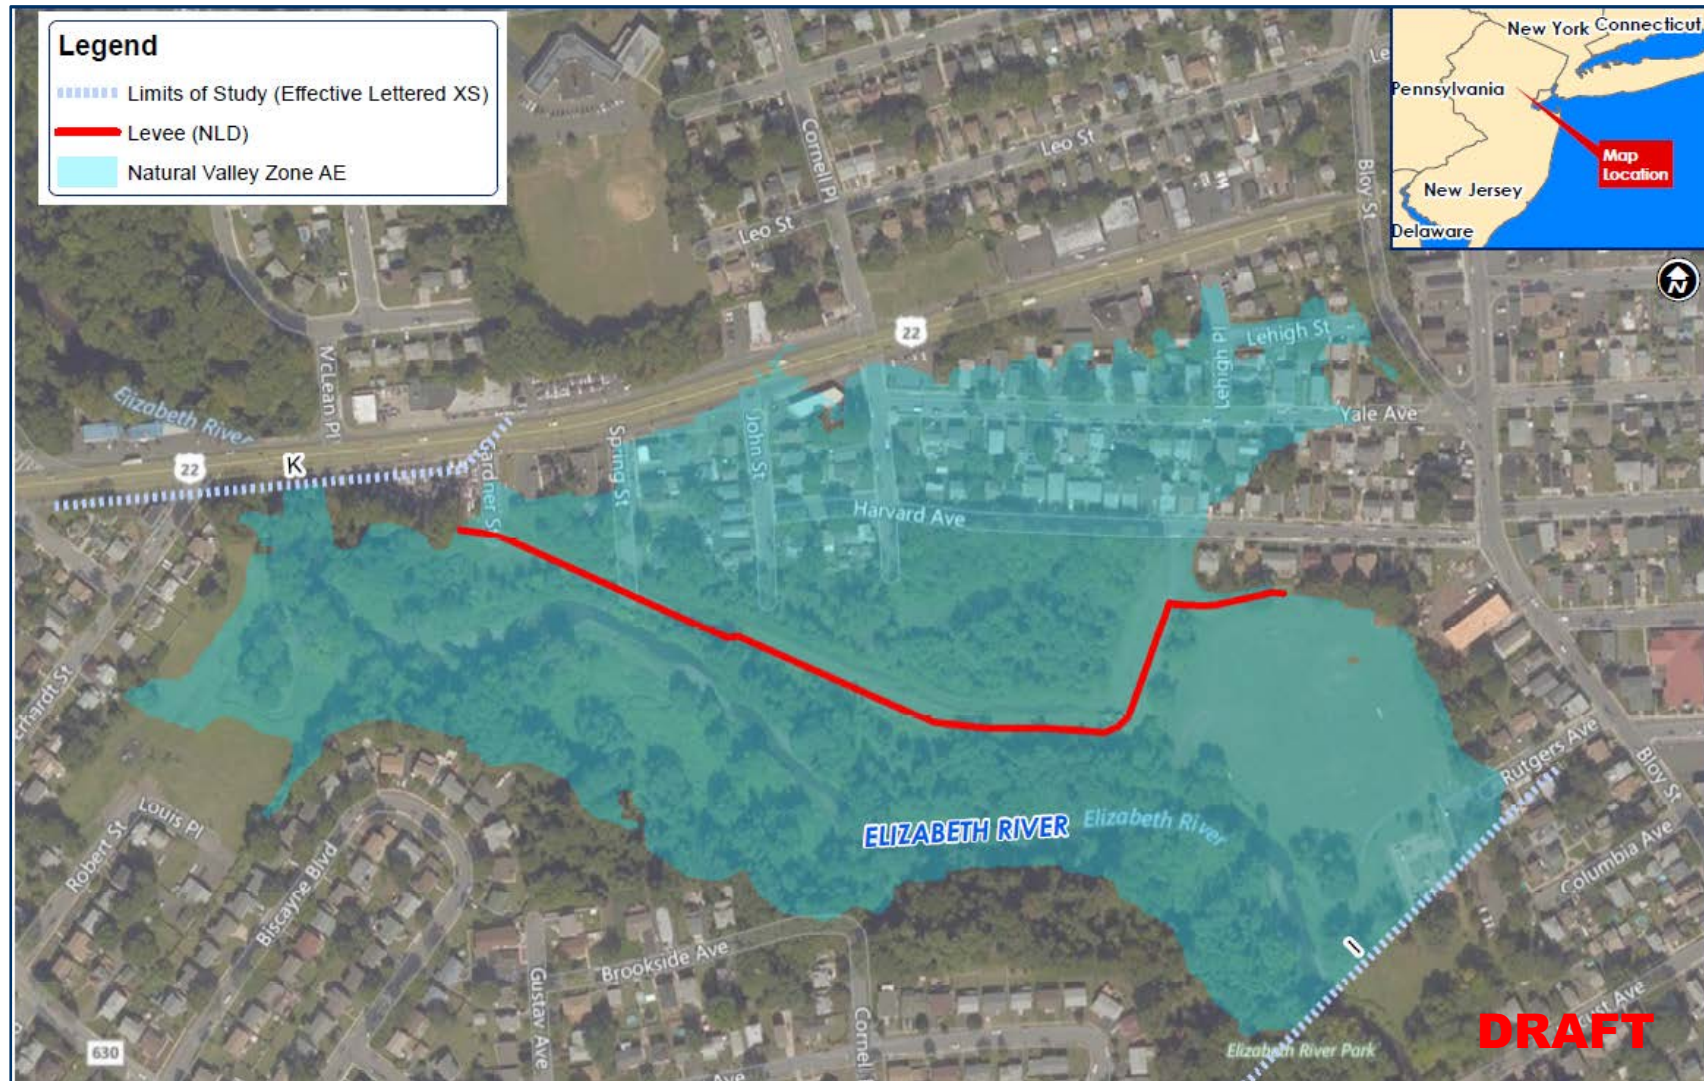 Legend
Limits of Study (Effective Lettered XS)
Levee (NLD)
Natural Valley Zone AE
New York
Connecticut
Pennsylvania
Map
Location
New Jersey
Delaware
N
Cornell Pl
Leo St
Leo St
Bloy St
22
Lehigh St
Lehigh Pl
McLean Pl
Elizabeth River
Yale Ave
22
K
Gardner St
Spring St
John St
Harvard Ave
Rutgers Ave
Bloy St
Louis Pl
Robert St
Biscayne Blvd
ELIZABETH RIVER
Elizabeth River
Columbia Ave
I
Brookside Ave
Gustav Ave
Cornell
630
Ave
Elizabeth River Park
Ave
DRAFT